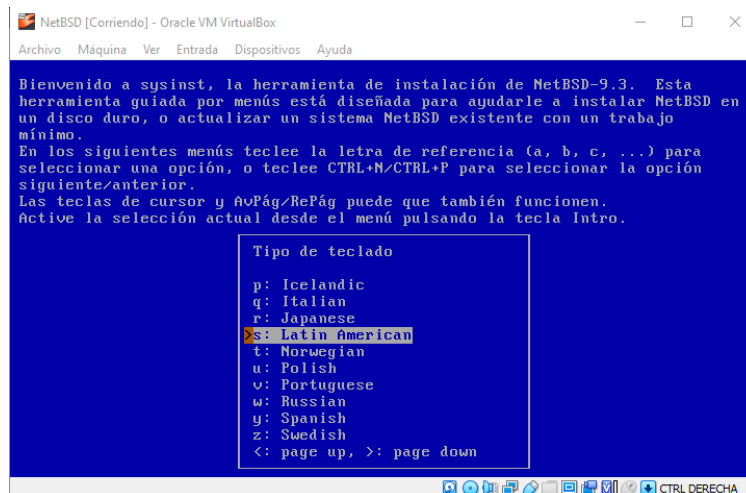 NetBSD [Corriendo] - Oracle VM VirtualBox
Archivo Máquina Ver Entrada Dispositivos Ayuda
Bienvenido a sysinst, la herramienta de instalación de NetBSD-9.3. Esta
herramienta guiada por menús está diseñada para ayudarle a instalar NetBSD en
un disco duro, o actualizar un sistema NetBSD existente con un trabajo
mínimo.
En los siguientes menús teclee la letra de referencia (a, b, c, ...) para
seleccionar una opción, o teclee CTRL+N/CTRL+P para seleccionar la opción
siguiente/anterior.
Las teclas de cursor y AvPág/RePág puede que también funcionen.
Active la selección actual desde el menú pulsando la tecla Intro.
Tipo de teclado
p: Icelandic
q: Italian
r: Japanese
>s: Latin American
t: Norwegian
u: Polish
v: Portuguese
w: Russian
y: Spanish
z: Swedish
<: page up, >: page down
CTRL DERECHA